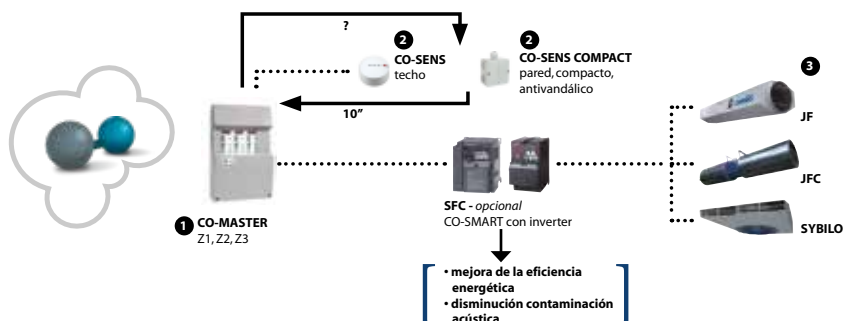 ?
2
CO-SENS
techo
2
CO-SENS COMPACT
pared, compacto,
antivandálico
10”
3
JF
JFC
SYBILO
1 CO-MASTER
Z1, Z2, Z3
SFC - opcional
CO-SMART con inverter
• mejora de la eficiencia
energética
• disminución contaminación
acústica